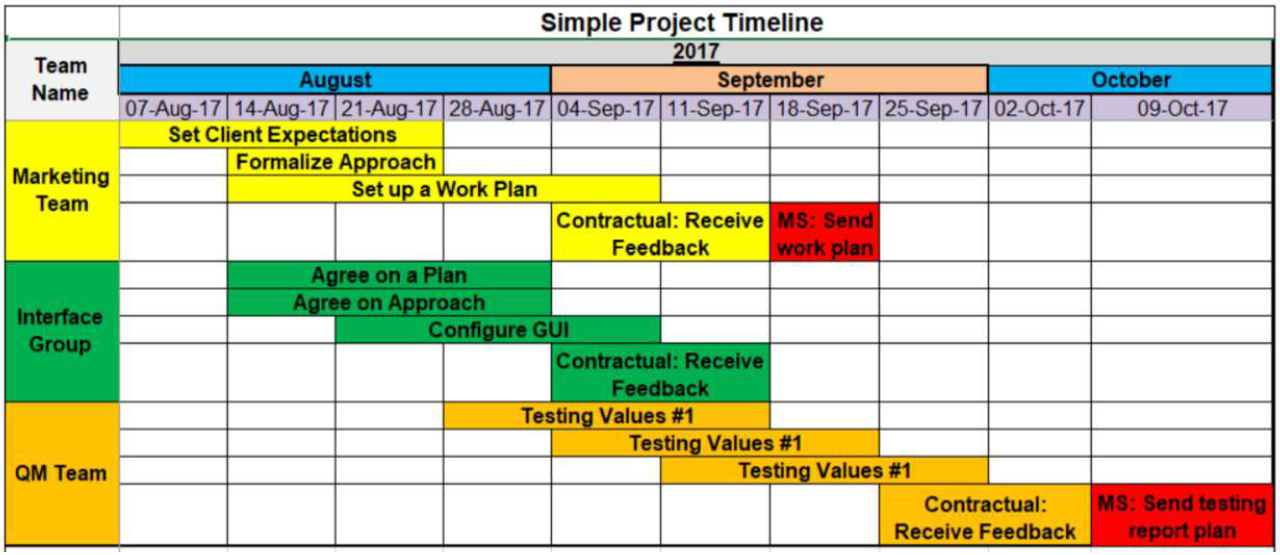 Simple Project Timeline
Team
Name
2017
August September October
07-Aug-17 14-Aug-17 21-Aug-17 28-Aug-17 04-Sep-17 11-Sep-17 18-Sep-17 25-Sep-17 02-Oct-17 09-Oct-17
Marketing
Team
Set Client Expectations
Formalize Approach
Set up a Work Plan
Contractual: Receive
Feedback
MS: Send
work plan
Interface
Group
Agree on a Plan
Agree on Approach
Configure GUI
Contractual: Receive
Feedback
QM Team
Testing Values #1
Testing Values #1
Testing Values #1
Contractual:
Receive Feedback
MS: Send testing
report plan